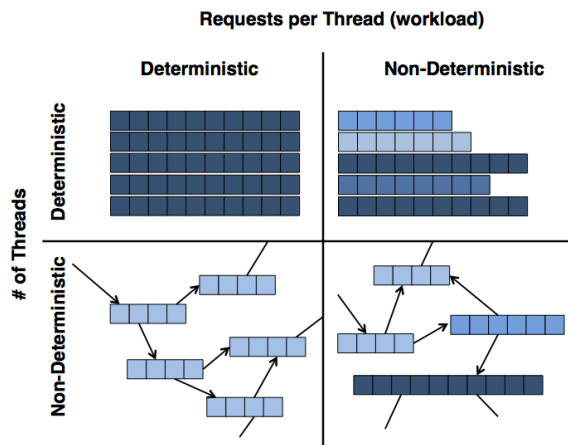 Requests per Thread (workload)
Deterministic
Non-Deterministic
# of Threads
Deterministic
Non-Deterministic